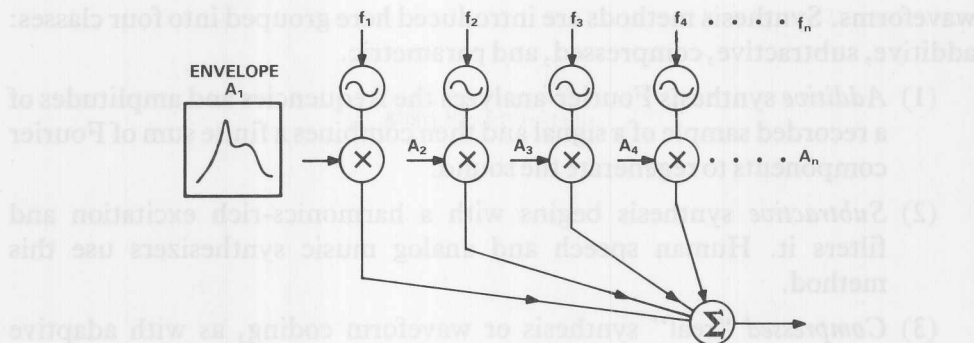 waveforms. Synthesis methods are introduced here grouped into four classes:
additive, subtractive, compressed, and parametric.
f₁ f₂ f₃ f₄ · · · · · fₙ
ENVELOPE
A₁
(1) Additive synthesis Fourier-analyzes the frequencies and amplitudes of
a recorded sample of a signal and then combines a finite sum of Fourier
A₂ A₃ A₄ · · · · · Aₙ
components to regenerate the sound.
(2) Subtractive synthesis begins with a harmonics-rich excitation and
filters it. Human speech and analog music synthesizers use this
method.
Σ
(3) Compressed synthesis or waveform coding, as with adaptive